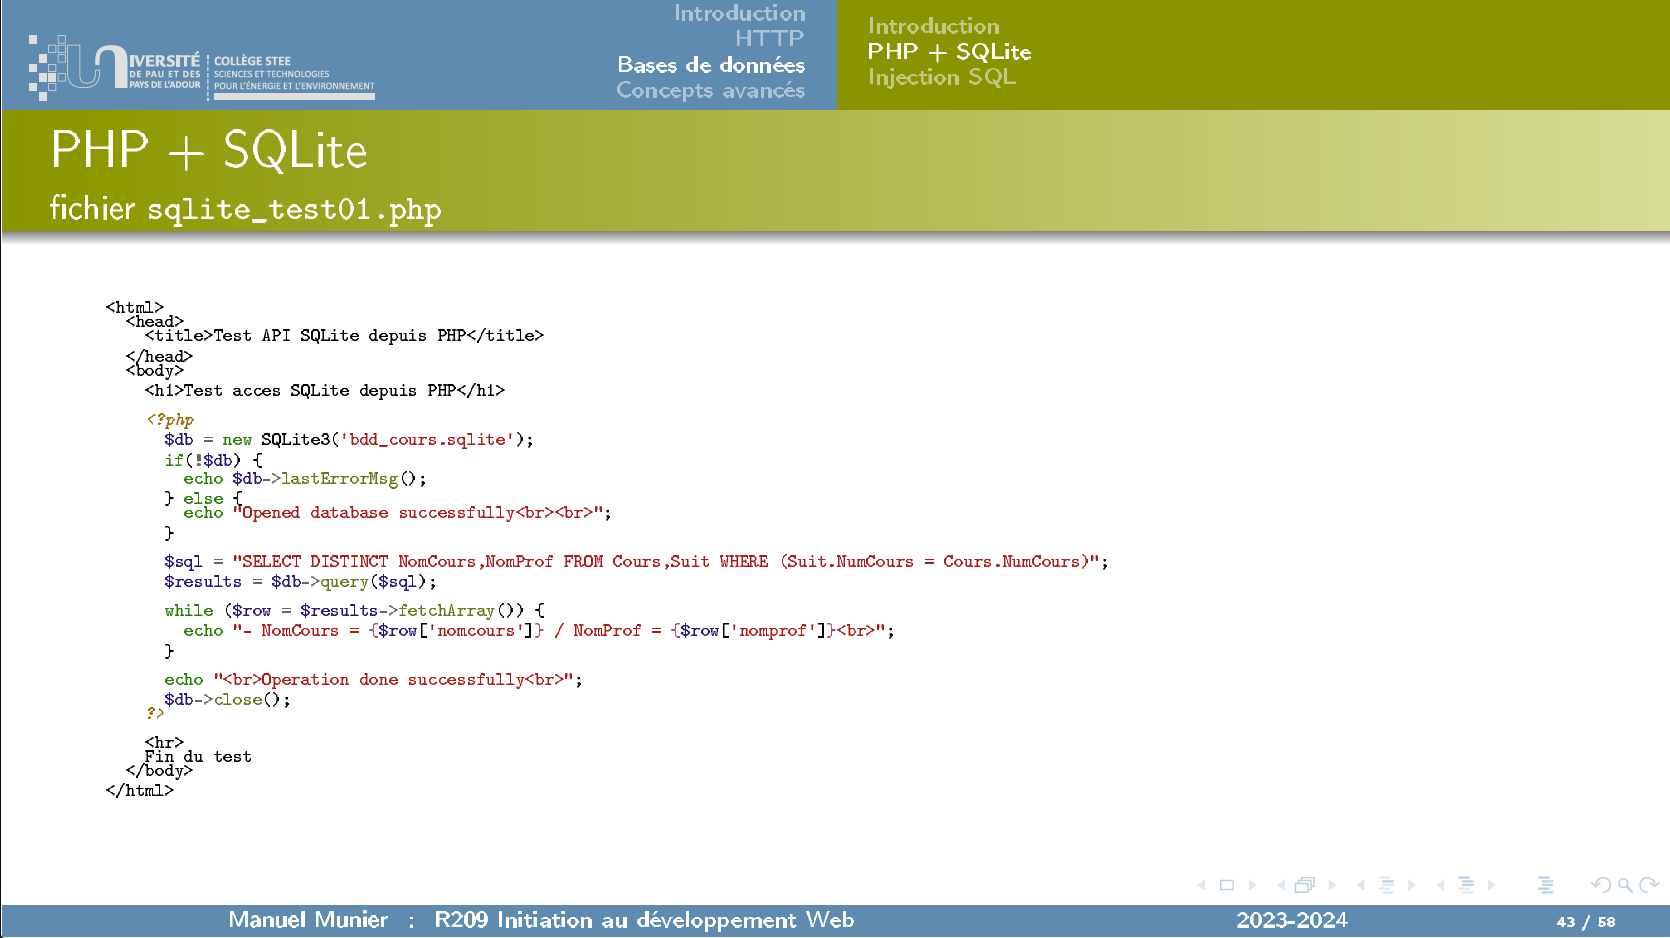 UNIVERSITÉ
DE PAU ET DES
PAYS DE L'ADOUR
COLLÈGE STEE
SCIENCES ET TECHNOLOGIES
POUR L'ÉNERGIE ET L'ENVIRONNEMENT
Introduction
HTTP
Bases de données
Concepts avancés
Introduction
PHP + SQLite
Injection SQL
PHP + SQLite
fichier sqlite_test01.php
<html>
  <head>
    <title>Test API SQLite depuis PHP</title>
  </head>
  <body>
    <h1>Test acces SQLite depuis PHP</h1>
    <?php
      $db = new SQLite3('bdd_cours.sqlite');
      if(!$db) {
        echo $db->lastErrorMsg();
      } else {
        echo "Opened database successfully<br><br>";
      }
      $sql = "SELECT DISTINCT NomCours,NomProf FROM Cours,Suit WHERE (Suit.NumCours = Cours.NumCours)";
      $results = $db->query($sql);
      while ($row = $results->fetchArray()) {
        echo "- NomCours = {$row['nomcours']} / NomProf = {$row['nomprof']}<br>";
      }
      echo "<br>Operation done successfully<br>";
      $db->close();
    ?>
    <hr>
    Fin du test
  </body>
</html>
Manuel Munier : R209 Initiation au développement Web
2023-2024
43 / 58